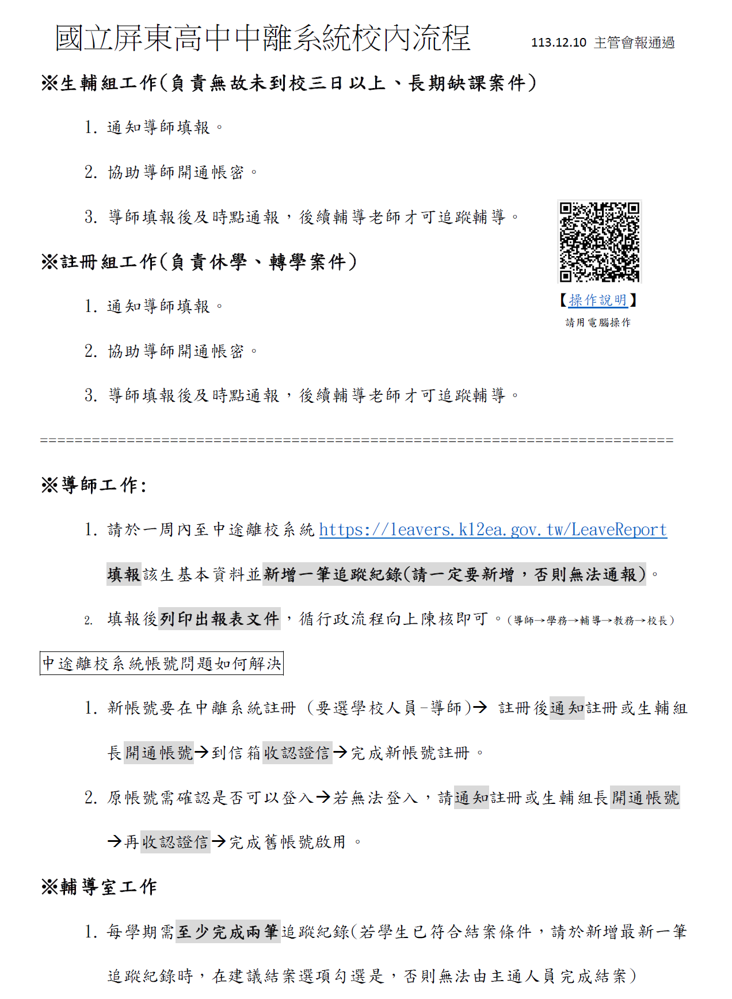 國立屏東高中中離系統校內流程 113.12.10 主管會報通過
※生輔組工作(負責無故未到校三日以上、長期缺課案件)
1. 通知導師填報。
2. 協助導師開通帳密。
3. 導師填報後及時點通報，後續輔導老師才可追蹤輔導。
※註冊組工作(負責休學、轉學案件)
1. 通知導師填報。
【操作說明】
請用電腦操作
2. 協助導師開通帳密。
3. 導師填報後及時點通報，後續輔導老師才可追蹤輔導。
=========================================================================
※導師工作:
1. 請於一周內至中途離校系統 https://leavers.k12ea.gov.tw/LeaveReport
填報該生基本資料並新增一筆追蹤紀錄(請一定要新增，否則無法通報)。
2. 填報後列印出報表文件，循行政流程向上陳核即可。(導師→學務→輔導→教務→校長)
中途離校系統帳號問題如何解決
1. 新帳號要在中離系統註冊 (要選學校人員-導師)→ 註冊後通知註冊或生輔組
長開通帳號→到信箱收認證信→完成新帳號註冊。
2. 原帳號需確認是否可以登入→若無法登入，請通知註冊或生輔組長開通帳號
→再收認證信→完成舊帳號啟用。
※輔導室工作
1. 每學期需至少完成兩筆追蹤紀錄(若學生已符合結案條件，請於新增最新一筆
追蹤紀錄時，在建議結案選項勾選是，否則無法由主通人員完成結案)